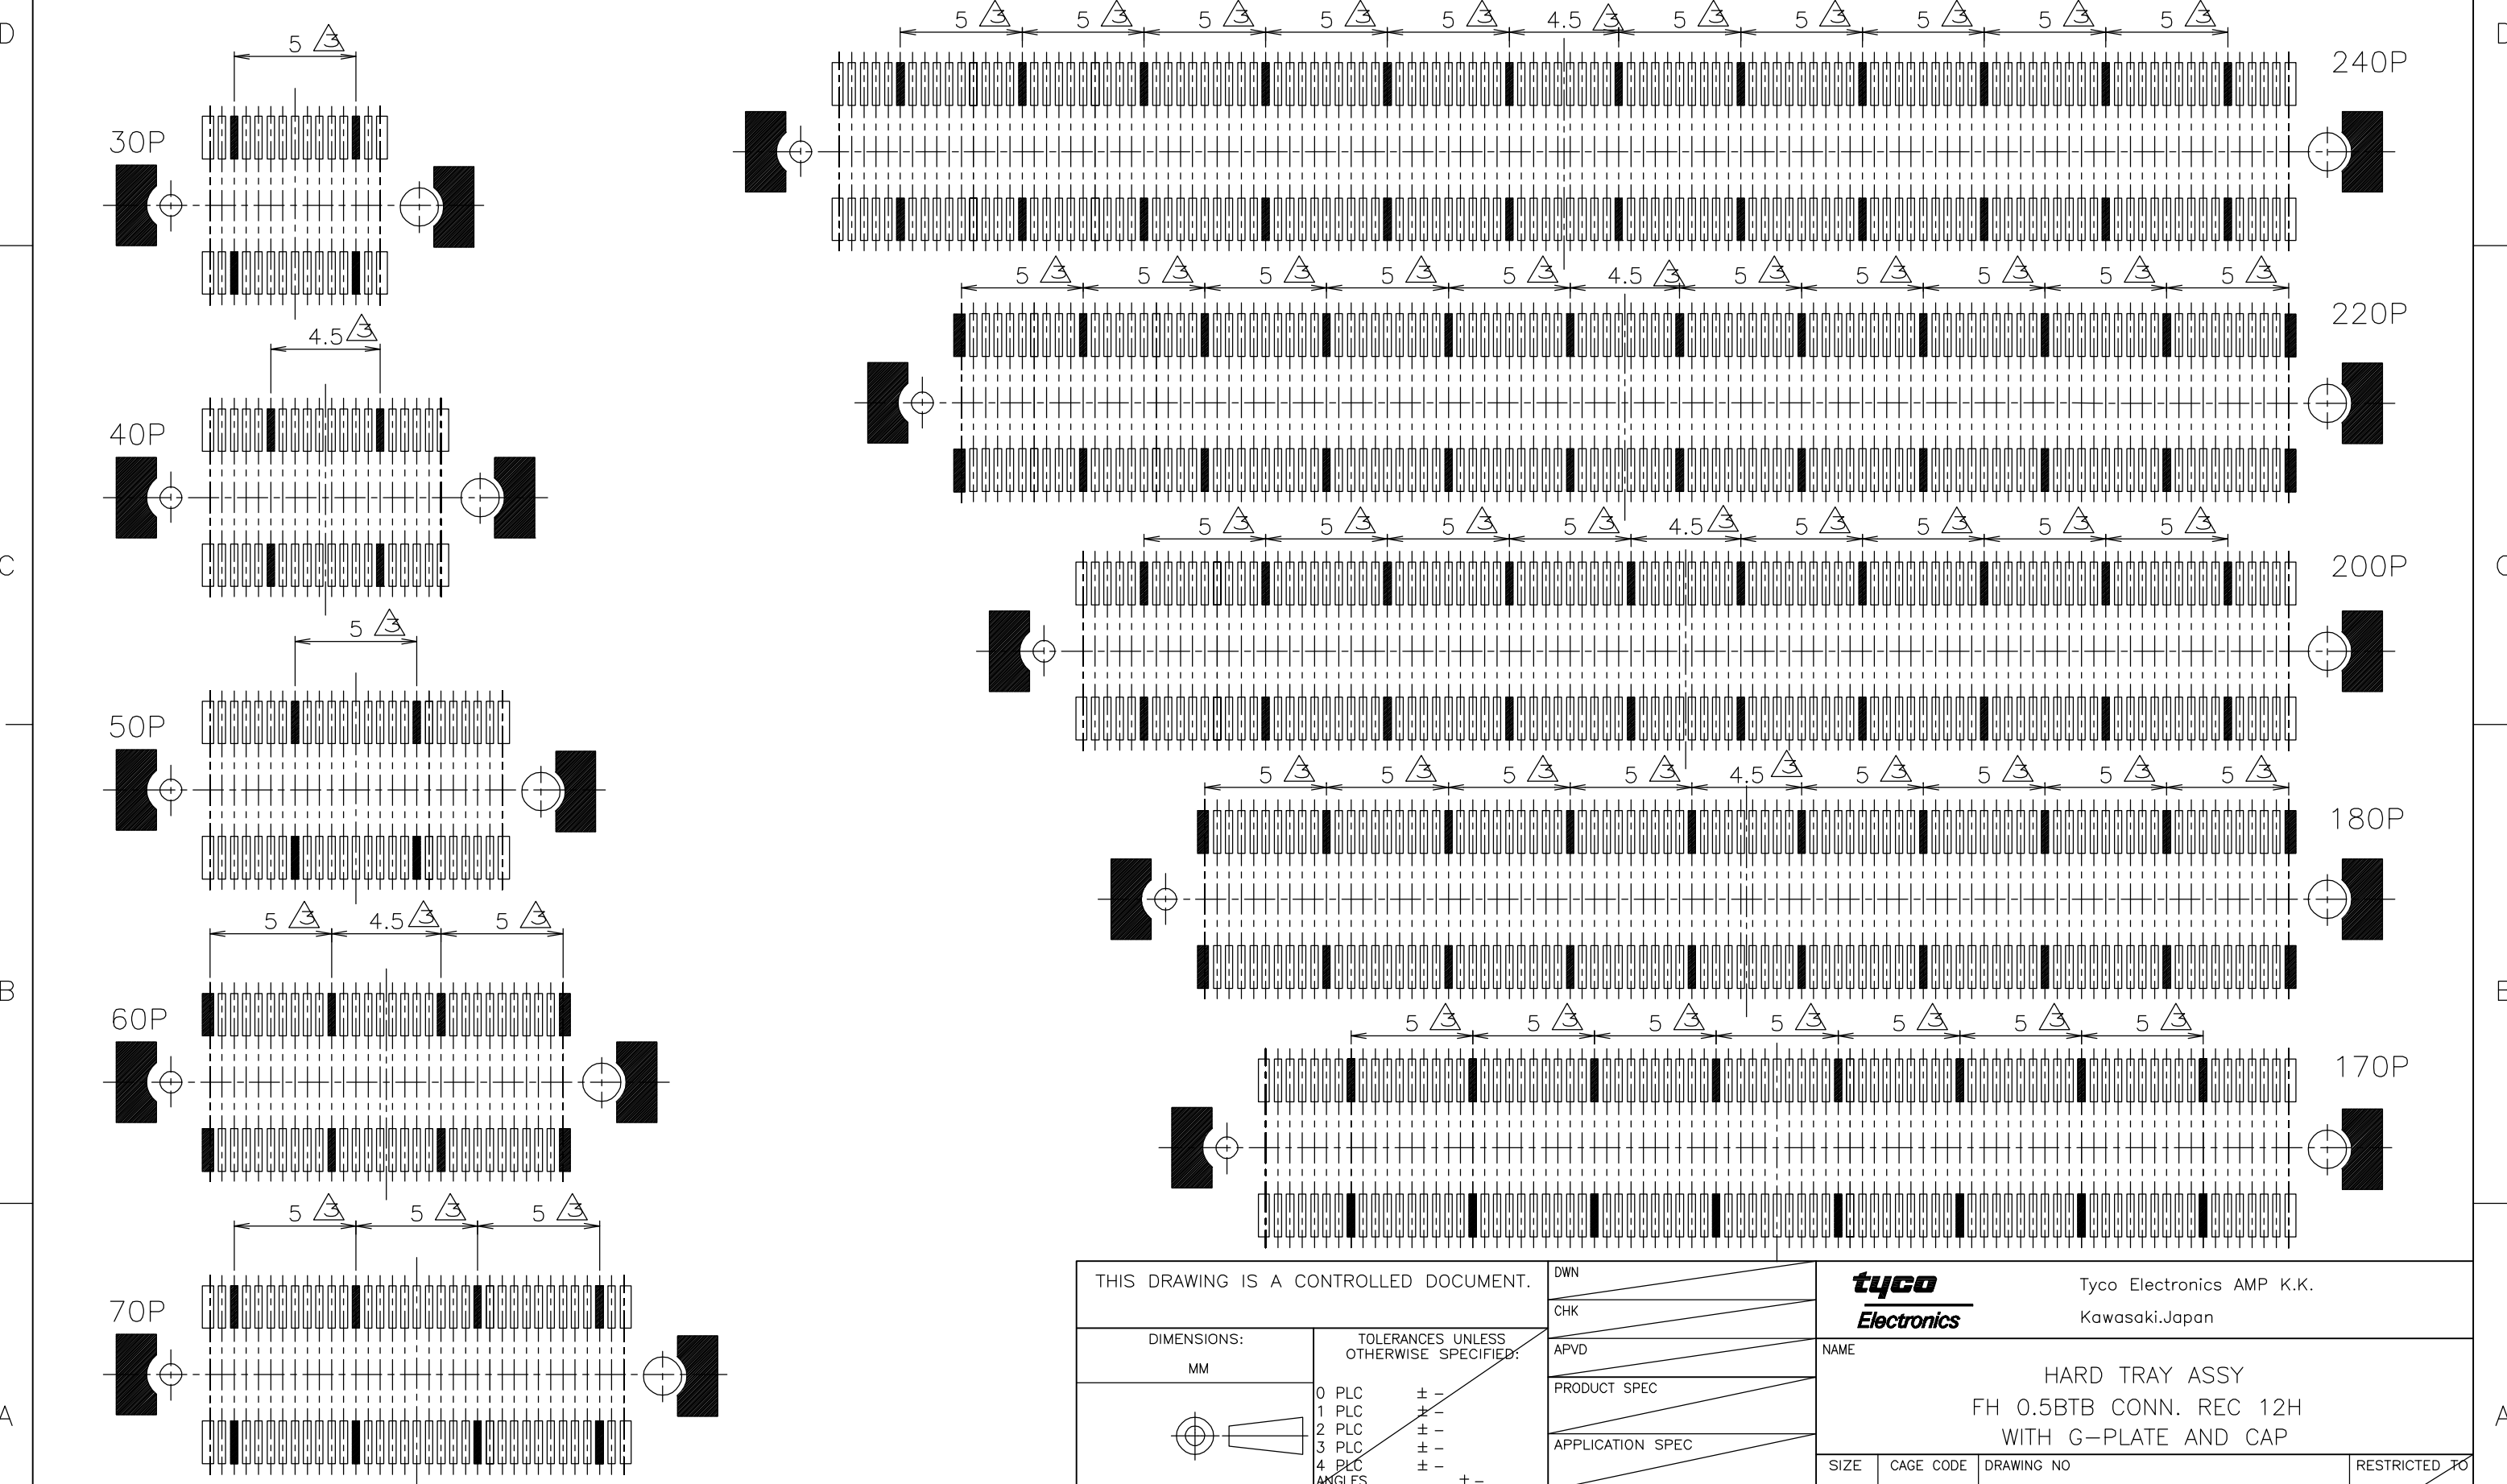 D
5 3
30P
4.5 3
40P
C
5 3
50P
B
5 3 4.5 3 5 3
60P
5 3 5 3 5 3
70P
A
5 3 5 3 5 3 5 3 5 3 4.5 3 5 3 5 3 5 3 5 3 5 3
240P
5 3 5 3 5 3 5 3 5 3 4.5 3 5 3 5 3 5 3 5 3 5 3
220P
5 3 5 3 5 3 5 3 4.5 3 5 3 5 3 5 3 5 3
200P
5 3 5 3 5 3 5 3 4.5 3 5 3 5 3 5 3 5 3
180P
5 3 5 3 5 3 5 3 5 3 5 3 5 3
170P
THIS DRAWING IS A CONTROLLED DOCUMENT.
DIMENSIONS:
MM
TOLERANCES UNLESS
OTHERWISE SPECIFIED:
0 PLC ± –
1 PLC ± –
2 PLC ± –
3 PLC ± –
4 PLC ± –
ANGLES ± –
DWN
CHK
APVD
PRODUCT SPEC
APPLICATION SPEC
tyco
Electronics
Tyco Electronics AMP K.K.
Kawasaki.Japan
NAME
HARD TRAY ASSY
FH 0.5BTB CONN. REC 12H
WITH G–PLATE AND CAP
SIZE
CAGE CODE
DRAWING NO
RESTRICTED TO